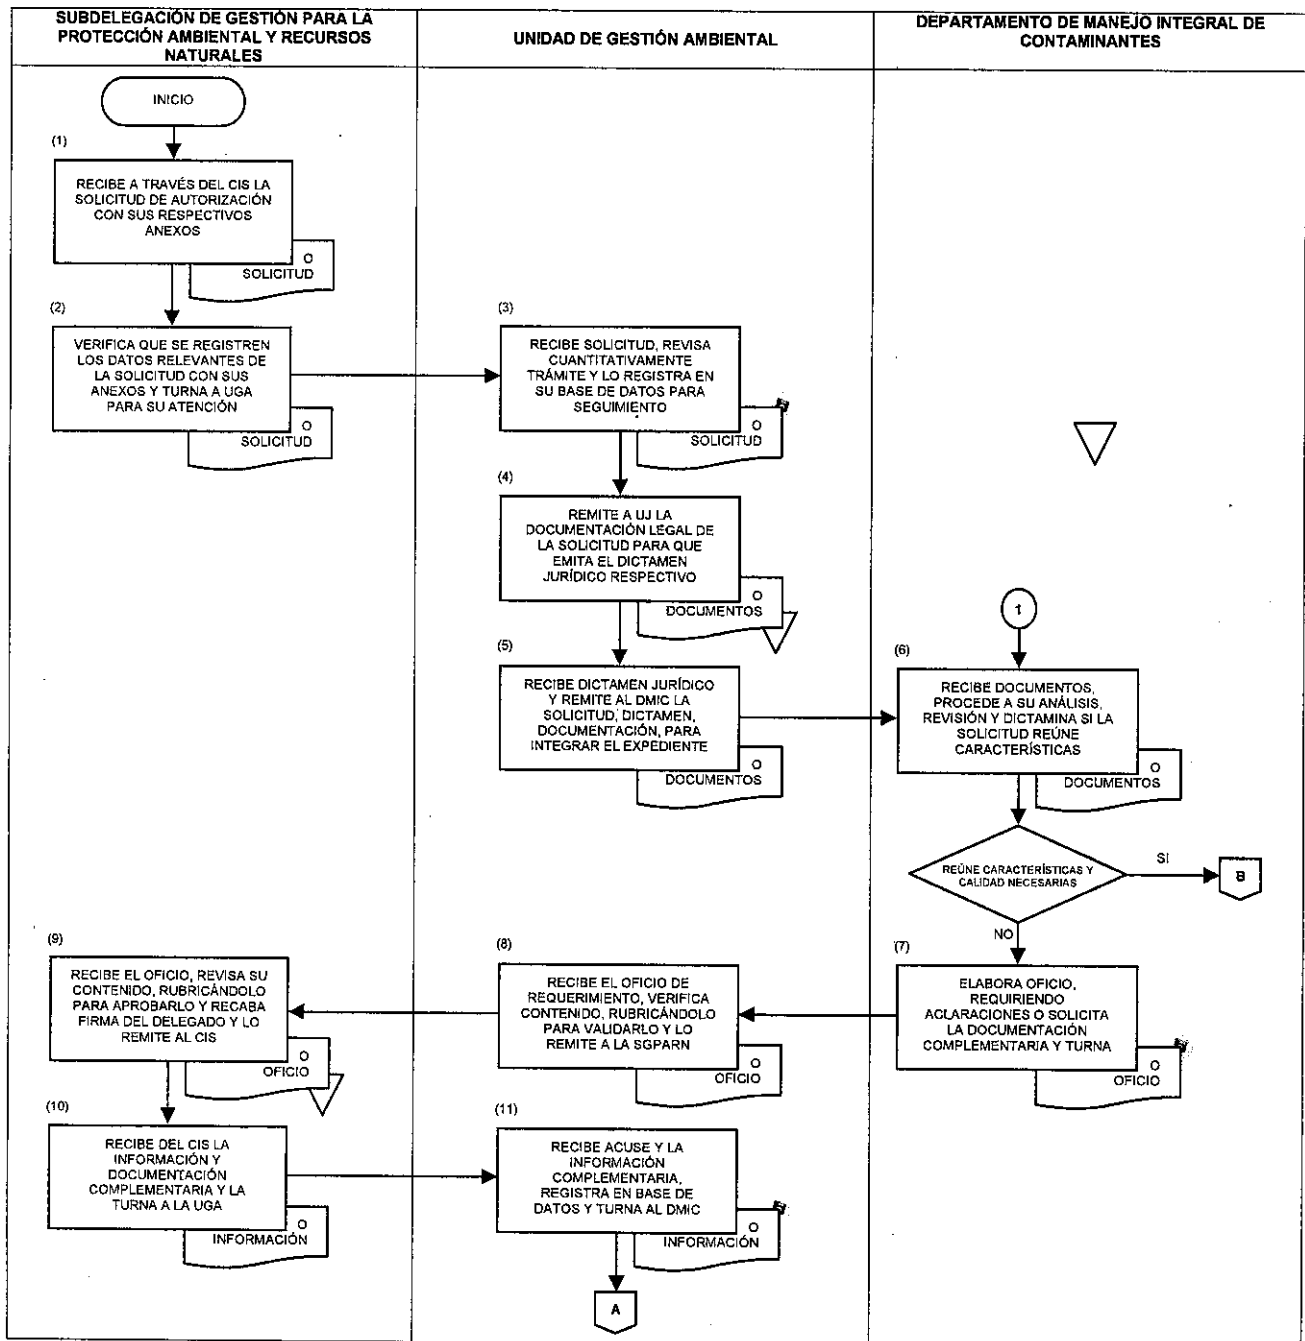 SUBDELEGACIÓN DE GESTIÓN PARA LA
PROTECCIÓN AMBIENTAL Y RECURSOS
NATURALES
UNIDAD DE GESTIÓN AMBIENTAL
DEPARTAMENTO DE MANEJO INTEGRAL DE
CONTAMINANTES
INICIO
(1)
RECIBE A TRAVÉS DEL CIS LA
SOLICITUD DE AUTORIZACIÓN
CON SUS RESPECTIVOS
ANEXOS
O
SOLICITUD
(2)
VERIFICA QUE SE REGISTREN
LOS DATOS RELEVANTES DE
LA SOLICITUD CON SUS
ANEXOS Y TURNA A UGA
PARA SU ATENCIÓN
O
SOLICITUD
(3)
RECIBE SOLICITUD, REVISA
CUANTITATIVAMENTE
TRÁMITE Y LO REGISTRA EN
SU BASE DE DATOS PARA
SEGUIMIENTO
O
SOLICITUD
(4)
REMITE A UJ LA
DOCUMENTACIÓN LEGAL DE
LA SOLICITUD PARA QUE
EMITA EL DICTAMEN
JURÍDICO RESPECTIVO
O
DOCUMENTOS
(5)
RECIBE DICTAMEN JURÍDICO
Y REMITE AL DMIC LA
SOLICITUD, DICTAMEN,
DOCUMENTACIÓN, PARA
INTEGRAR EL EXPEDIENTE
O
DOCUMENTOS
1
(6)
RECIBE DOCUMENTOS,
PROCEDE A SU ANÁLISIS,
REVISIÓN Y DICTAMINA SI LA
SOLICITUD REÚNE
CARACTERÍSTICAS
O
DOCUMENTOS
REÚNE CARACTERÍSTICAS Y
CALIDAD NECESARIAS
SI
B
NO
(7)
ELABORA OFICIO,
REQUIRIENDO
ACLARACIONES O SOLICITA
LA DOCUMENTACIÓN
COMPLEMENTARIA Y TURNA
O
OFICIO
(8)
RECIBE EL OFICIO DE
REQUERIMIENTO, VERIFICA
CONTENIDO, RUBRICÁNDOLO
PARA VALIDARLO Y LO
REMITE A LA SGPARN
O
OFICIO
(9)
RECIBE EL OFICIO, REVISA SU
CONTENIDO, RUBRICÁNDOLO
PARA APROBARLO Y RECABA
FIRMA DEL DELEGADO Y LO
REMITE AL CIS
O
OFICIO
(10)
RECIBE DEL CIS LA
INFORMACIÓN Y
DOCUMENTACIÓN
COMPLEMENTARIA Y LA
TURNA A LA UGA
O
INFORMACIÓN
(11)
RECIBE ACUSE Y LA
INFORMACIÓN
COMPLEMENTARIA,
REGISTRA EN BASE DE
DATOS Y TURNA AL DMIC
O
INFORMACIÓN
A